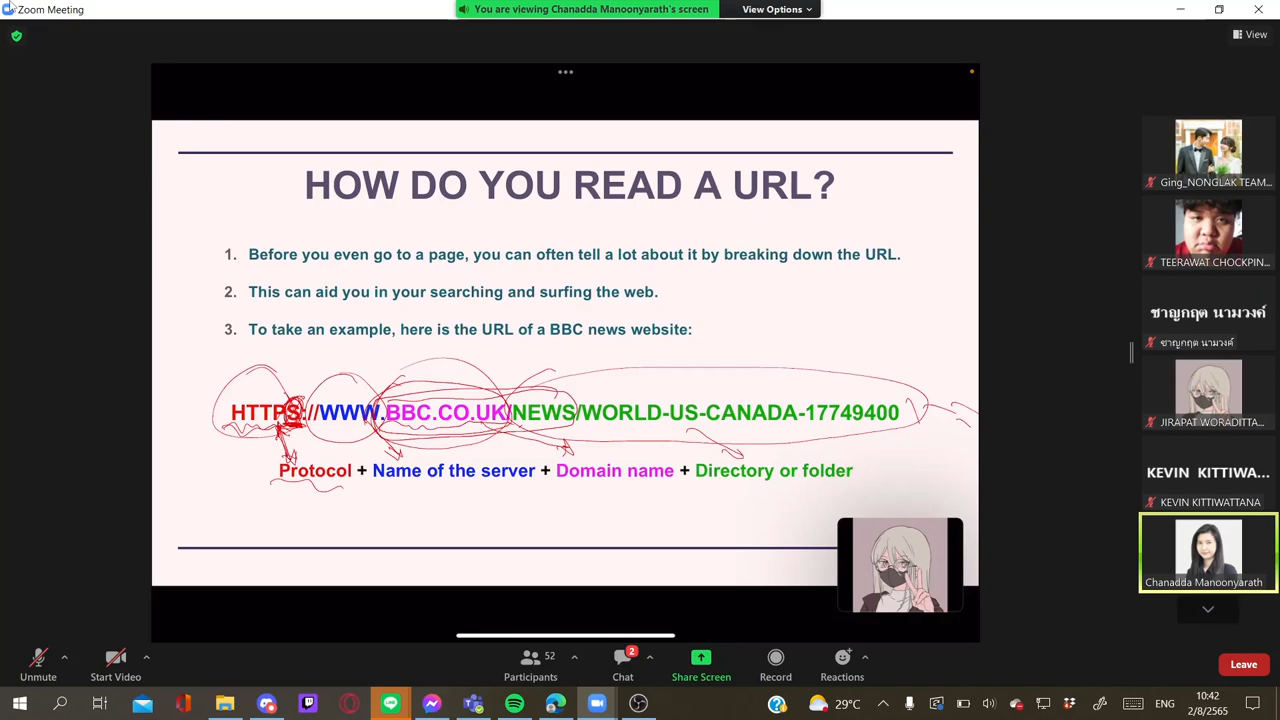 Zoom Meeting
You are viewing Chanadda Manoonyarath's screen
View Options
View
HOW DO YOU READ A URL?
1. Before you even go to a page, you can often tell a lot about it by breaking down the URL.
2. This can aid you in your searching and surfing the web.
3. To take an example, here is the URL of a BBC news website:
HTTPS://WWW.BBC.CO.UK/NEWS/WORLD-US-CANADA-17749400
Protocol + Name of the server + Domain name + Directory or folder
Ging_NONGLAK TEAM...
TEERAWAT CHOCKPIN...
ชาญกฤต นามวงค์
ชาญกฤต นามวงค์
JIRAPAT WORADITTA...
KEVIN KITTIWA...
KEVIN KITTIWATTANA
Chanadda Manoonyarath
Unmute
Start Video
52
Participants
2
Chat
Share Screen
Record
Reactions
Leave
29°C
ENG
10:42
2/8/2565